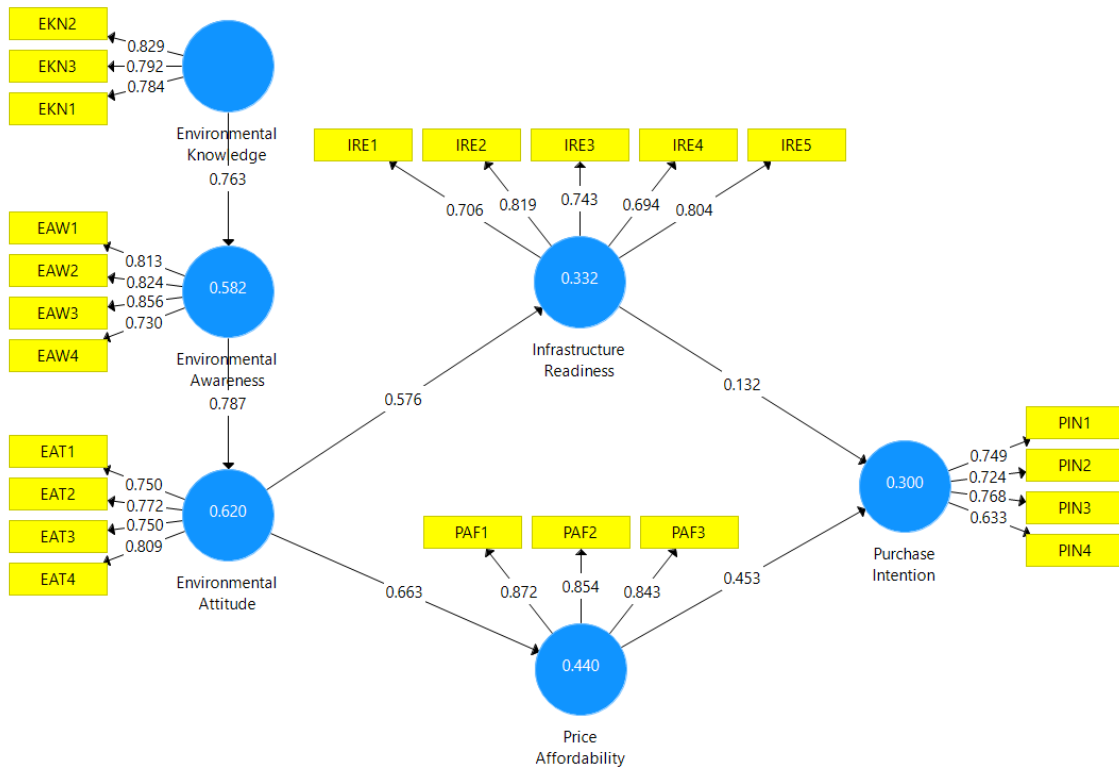 EKN2
0.829
EKN3
0.792
EKN1
0.784
Environmental
Knowledge
0.763
IRE1
IRE2
IRE3
IRE4
IRE5
0.706
0.819
0.743
0.694
0.804
0.332
Infrastructure
Readiness
EAW1
0.813
EAW2
0.824
EAW3
0.856
EAW4
0.730
0.582
Environmental
Awareness
0.787
0.576
0.132
EAT1
0.750
EAT2
0.772
EAT3
0.750
EAT4
0.809
0.620
Environmental
Attitude
0.663
PAF1
PAF2
PAF3
0.872
0.854
0.843
0.440
Price
Affordability
0.453
PIN1
0.749
PIN2
0.724
PIN3
0.768
PIN4
0.633
0.300
Purchase
Intention